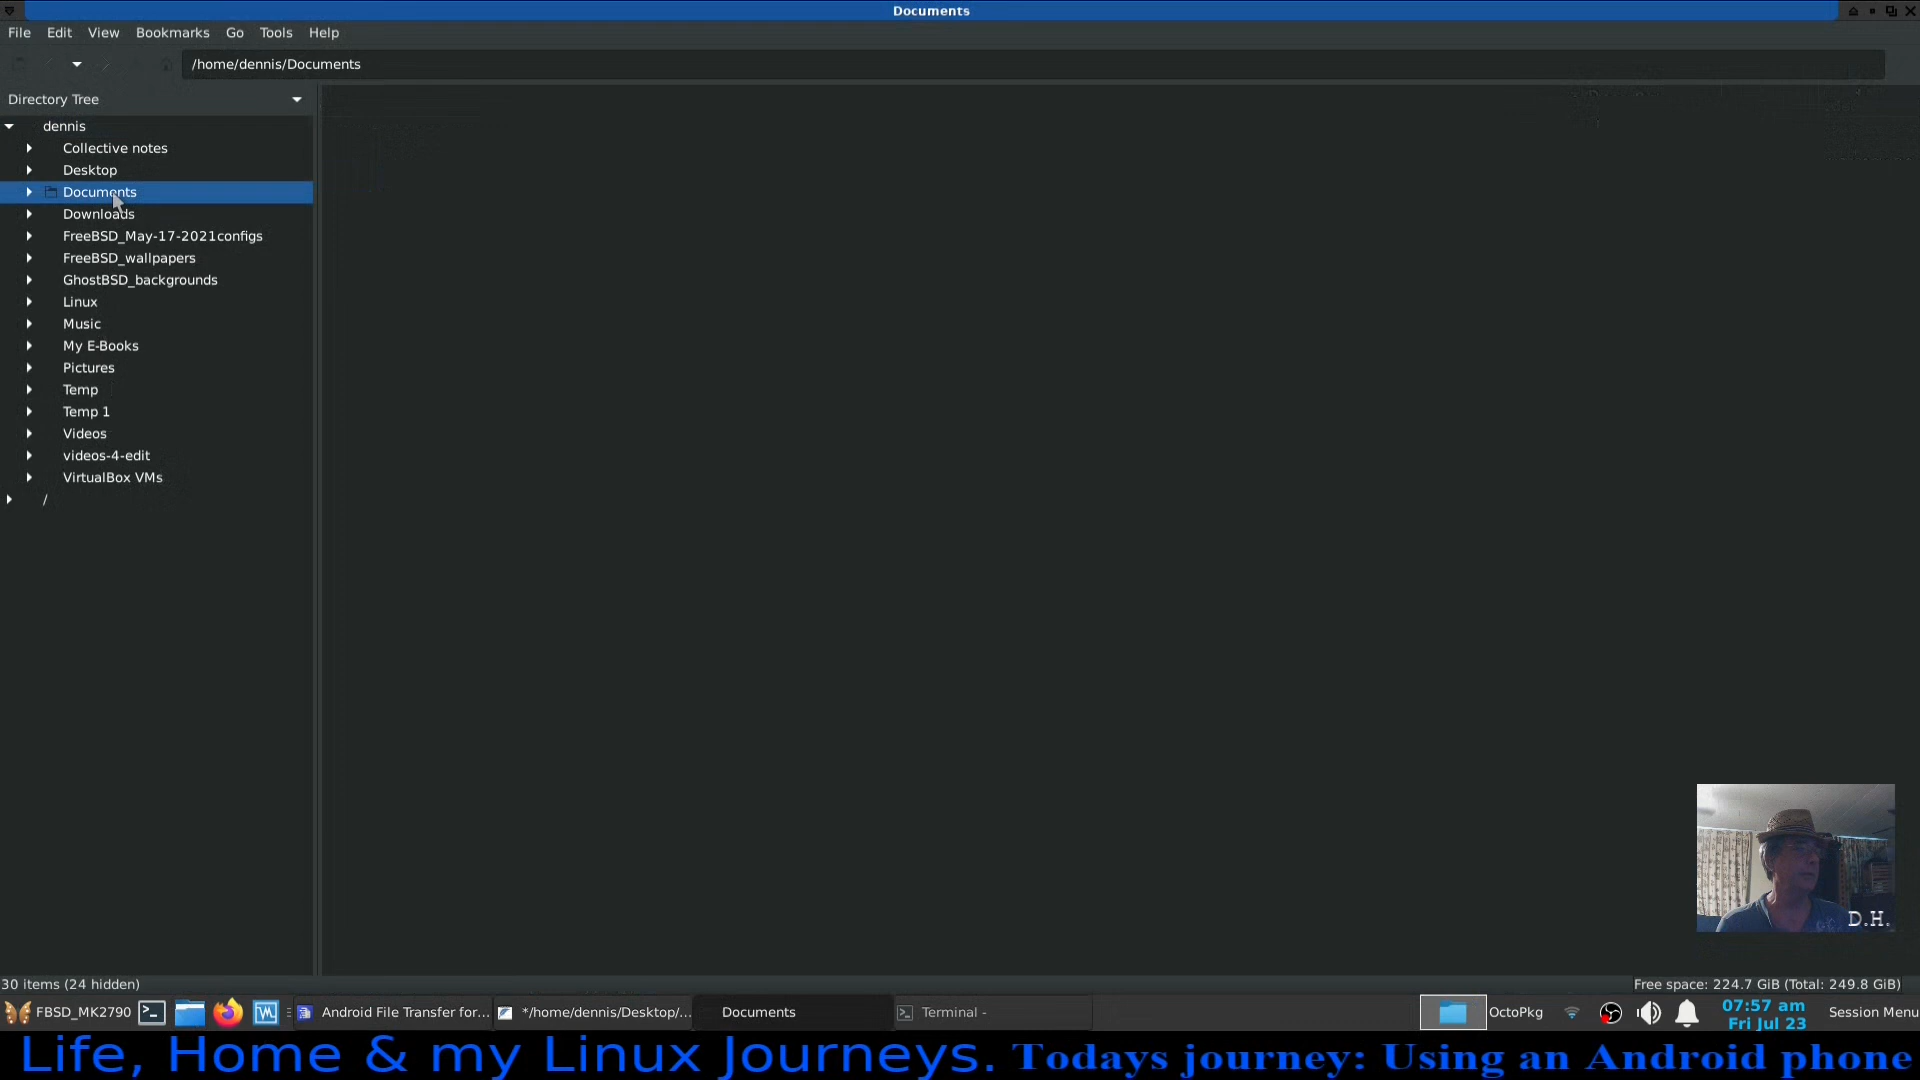 Documents
File Edit View Bookmarks Go Tools Help
/home/dennis/Documents
Directory Tree
dennis
Collective notes
Desktop
Documents
Downloads
FreeBSD_May-17-2021configs
FreeBSD_wallpapers
GhostBSD_backgrounds
Linux
Music
My E-Books
Pictures
Temp
Temp 1
Videos
videos-4-edit
VirtualBox VMs
/
D.H.
30 items (24 hidden)
Free space: 224.7 GiB (Total: 249.8 GiB)
FBSD_MK2790 Android File Transfer for... */home/dennis/Desktop/... Documents Terminal - OctoPkg 07:57 am Session Menu
Fri Jul 23
Life, Home & my Linux Journeys. Todays journey: Using an Android phone